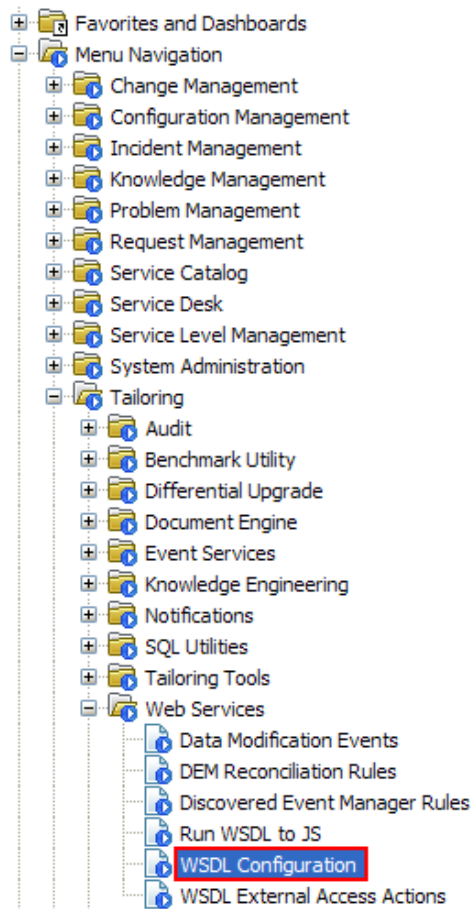 Favorites and Dashboards
Menu Navigation
Change Management
Configuration Management
Incident Management
Knowledge Management
Problem Management
Request Management
Service Catalog
Service Desk
Service Level Management
System Administration
Tailoring
Audit
Benchmark Utility
Differential Upgrade
Document Engine
Event Services
Knowledge Engineering
Notifications
SQL Utilities
Tailoring Tools
Web Services
Data Modification Events
DEM Reconciliation Rules
Discovered Event Manager Rules
Run WSDL to JS
WSDL Configuration
WSDL External Access Actions